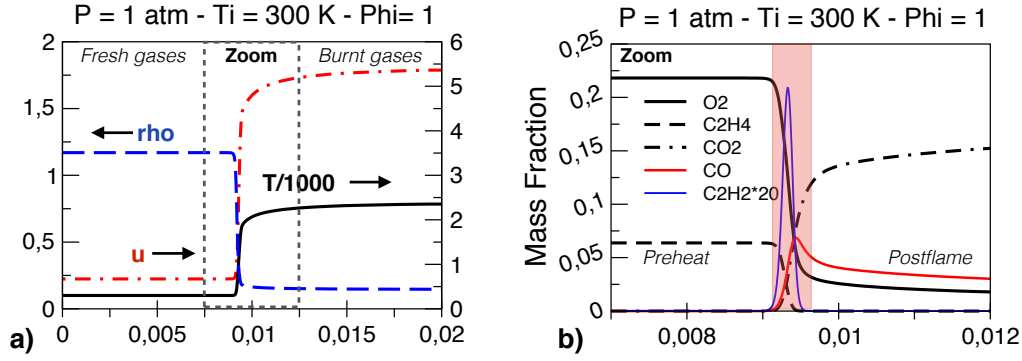 P = 1 atm - Ti = 300 K - Phi= 1
2
1,5
1
0,5
0
6
5
4
3
2
1
0
Fresh gases
Zoom
Burnt gases
rho
T/1000
u
0
0,005
0,01
0,015
0,02
a)
P = 1 atm - Ti = 300 K - Phi = 1
Mass Fraction
0,25
0,2
0,15
0,1
0,05
0
Zoom
O2
C2H4
CO2
CO
C2H2*20
Preheat
Postflame
0,008
0,01
0,012
b)